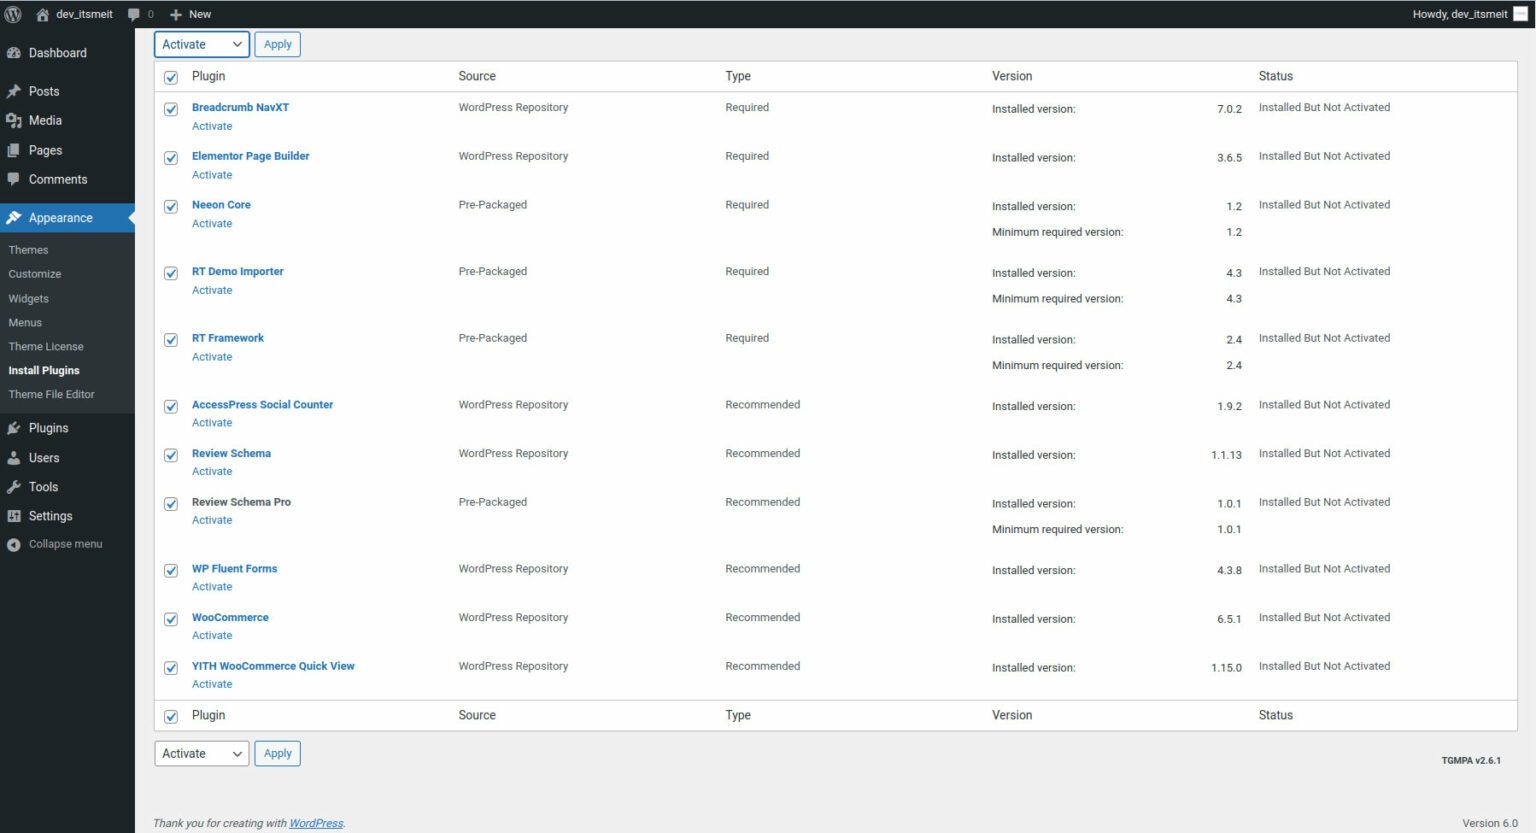 dev_itsmeit 0 New Howdy, dev_itsmeit
Dashboard
Posts
Media
Pages
Comments
Appearance
Themes
Customize
Widgets
Menus
Theme License
Install Plugins
Theme File Editor
Plugins
Users
Tools
Settings
Collapse menu
Activate Apply
Plugin Source Type Version Status
Breadcrumb NavXT WordPress Repository Required Installed version: 7.0.2 Installed But Not Activated
Activate
Elementor Page Builder WordPress Repository Required Installed version: 3.6.5 Installed But Not Activated
Activate
Neeon Core Pre-Packaged Required Installed version: 1.2 Installed But Not Activated
Activate
Minimum required version: 1.2
RT Demo Importer Pre-Packaged Required Installed version: 4.3 Installed But Not Activated
Activate
Minimum required version: 4.3
RT Framework Pre-Packaged Required Installed version: 2.4 Installed But Not Activated
Activate
Minimum required version: 2.4
AccessPress Social Counter WordPress Repository Recommended Installed version: 1.9.2 Installed But Not Activated
Activate
Review Schema WordPress Repository Recommended Installed version: 1.1.13 Installed But Not Activated
Activate
Review Schema Pro Pre-Packaged Recommended Installed version: 1.0.1 Installed But Not Activated
Activate
Minimum required version: 1.0.1
WP Fluent Forms WordPress Repository Recommended Installed version: 4.3.8 Installed But Not Activated
Activate
WooCommerce WordPress Repository Recommended Installed version: 6.5.1 Installed But Not Activated
Activate
YITH WooCommerce Quick View WordPress Repository Recommended Installed version: 1.15.0 Installed But Not Activated
Activate
Plugin Source Type Version Status
Activate Apply
TGMPA v2.6.1
Thank you for creating with WordPress. Version 6.0